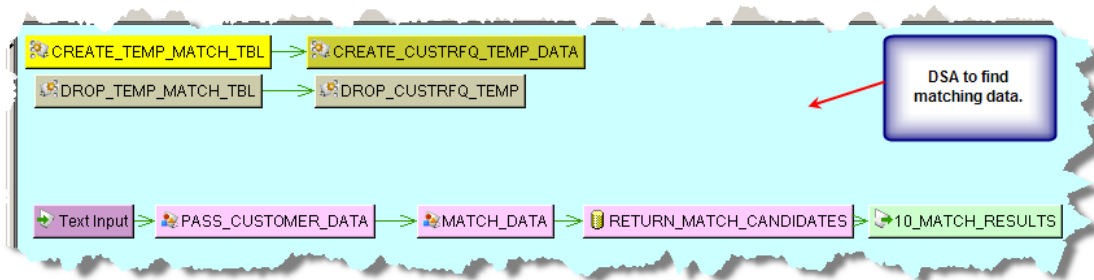 CREATE_TEMP_MATCH_TBL CREATE_CUSTRFQ_TEMP_DATA
DROP_TEMP_MATCH_TBL DROP_CUSTRFQ_TEMP
DSA to find
matching data.
Text Input PASS_CUSTOMER_DATA MATCH_DATA RETURN_MATCH_CANDIDATES 10_MATCH_RESULTS